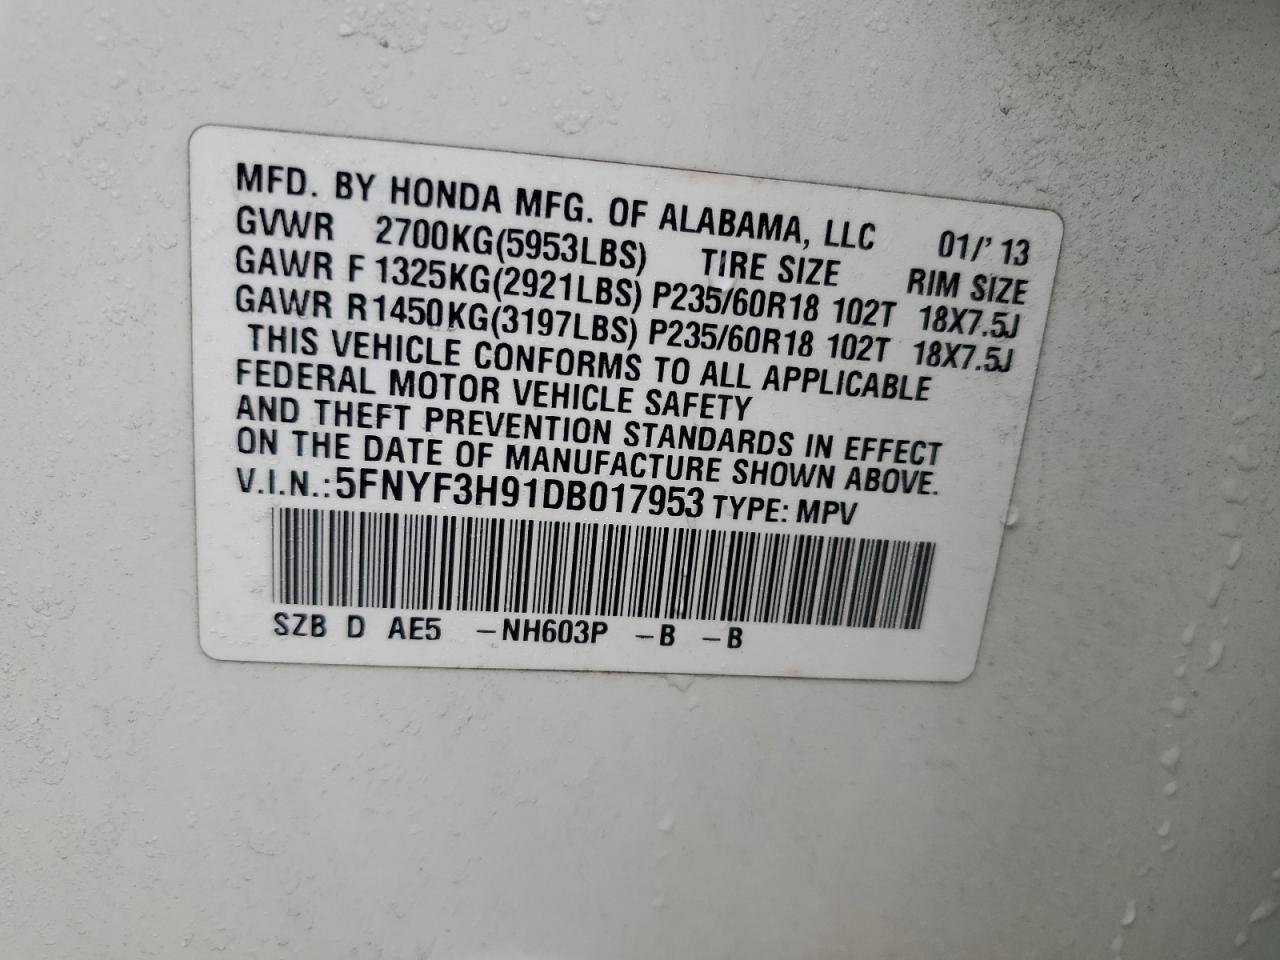 MFD. BY HONDA MFG. OF ALABAMA, LLC 01/'13
GVWR 2700KG(5953LBS) TIRE SIZE RIM SIZE
GAWR F 1325KG(2921LBS) P235/60R18 102T 18X7.5J
GAWR R1450KG(3197LBS) P235/60R18 102T 18X7.5J
THIS VEHICLE CONFORMS TO ALL APPLICABLE
FEDERAL MOTOR VEHICLE SAFETY
AND THEFT PREVENTION STANDARDS IN EFFECT
ON THE DATE OF MANUFACTURE SHOWN ABOVE.
V.I.N.: 5FNYF3H91DB017953 TYPE: MPV
SZB D AE5 -NH603P -B -B